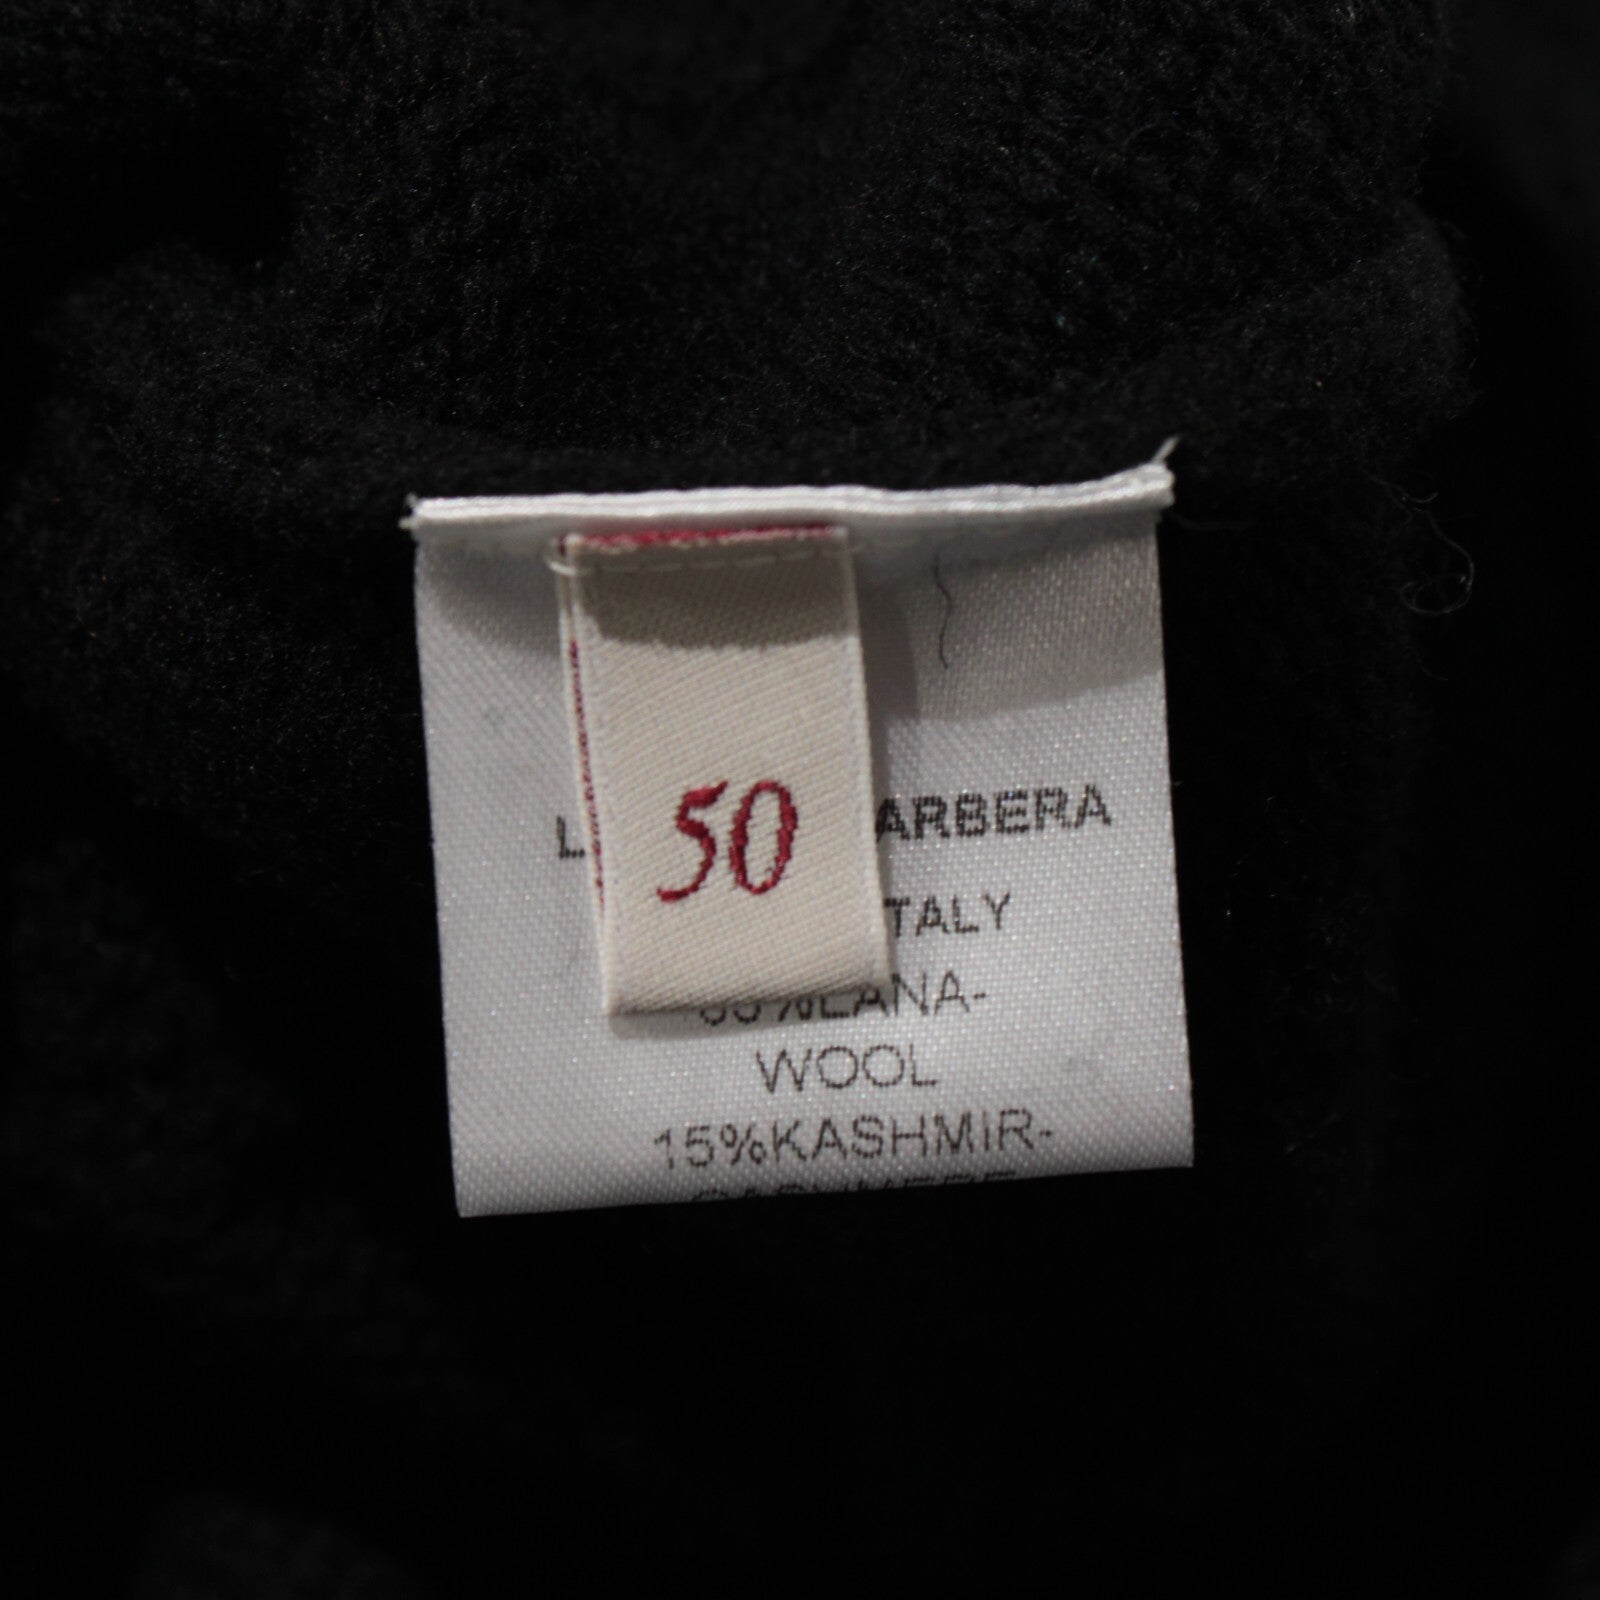 50
ARBERA
TALY
%LANA-
WOOL
15%KASHMIR-